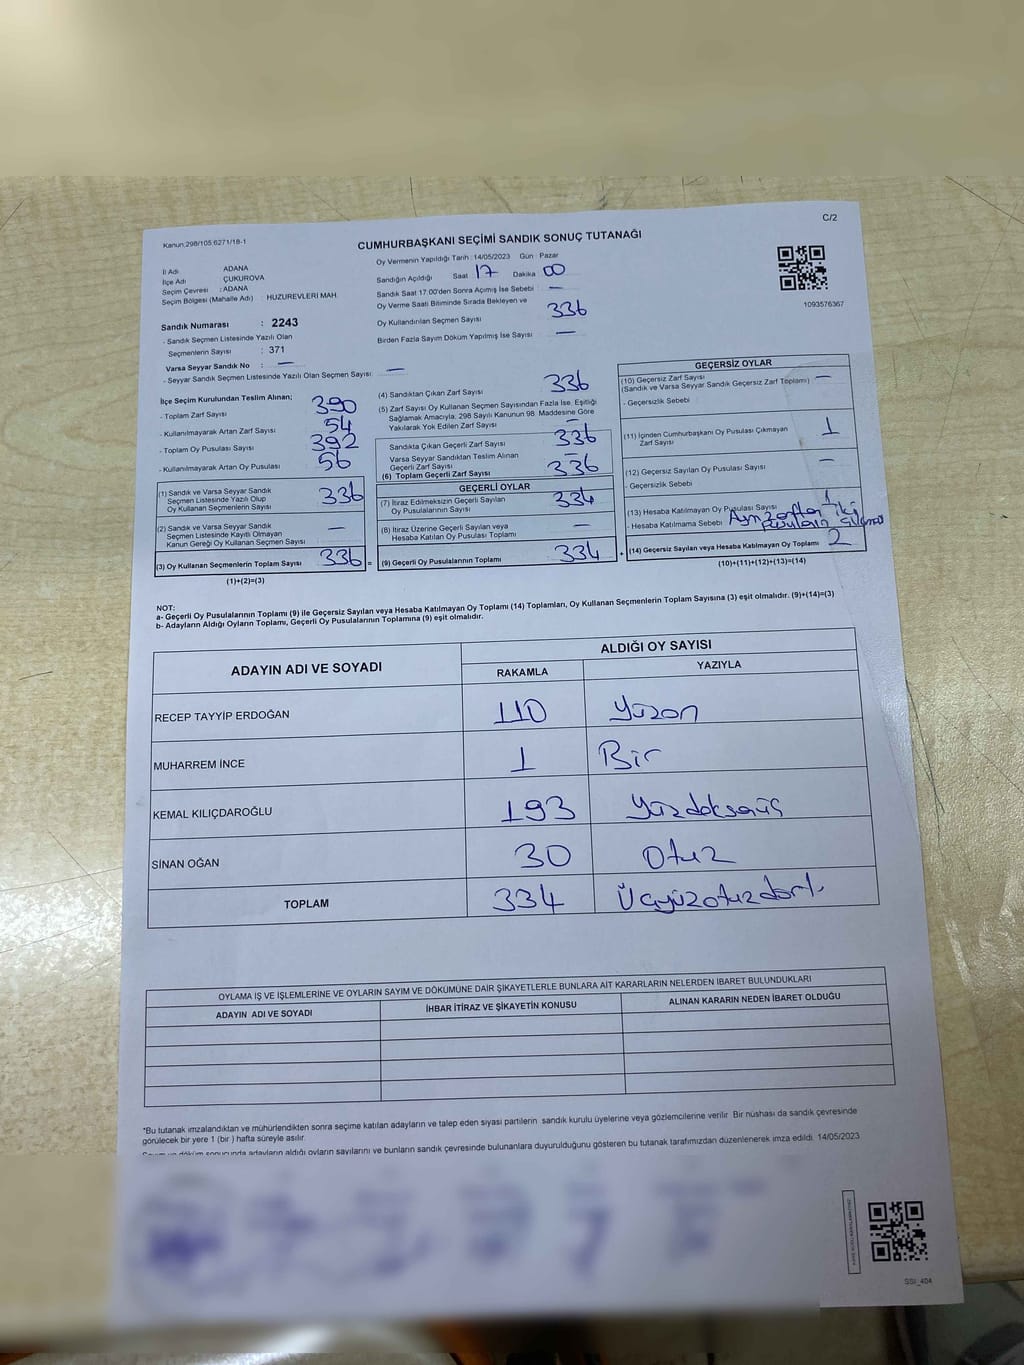 C/2
Kanun,298/105 6271/18-1
CUMHURBAŞKANI SEÇİMİ SANDIK SONUÇ TUTANAĞI
İl Adı ADANA
İlçe Adı ÇUKUROVA
Seçim Çevresi : ADANA
Seçim Bölgesi (Mahalle Adı) : HUZUREVLERİ MAH.
Sandık Numarası : 2243
- Sandık Seçmen Listesinde Yazılı Olan
Seçmenlerin Sayısı : 371
Varsa Seyyar Sandık No : —
- Seyyar Sandık Seçmen Listesinde Yazılı Olan Seçmen Sayısı: —
Oy Vermenin Yapıldığı Tarih :14/05/2023 Gün : Pazar
Sandığın Açıldığı Saat 17 Dakika 00
Sandık Saat 17.00'den Sonra Açımış İse Sebebi : —
Oy Verme Saati Bitiminde Sırada Bekleyen ve
Oy Kullandırılan Seçmen Sayısı 336
Birden Fazla Sayım Döküm Yapılmış İse Sayısı —
1093576367
İlçe Seçim Kurulundan Teslim Alınan;
- Toplam Zarf Sayısı 390
- Kullanılmayarak Artan Zarf Sayısı 54
- Toplam Oy Pusulası Sayısı 392
- Kullanılmayarak Artan Oy Pusulası 56
(1) Sandık ve Varsa Seyyar Sandık
Seçmen Listesinde Yazılı Olup
Oy Kullanan Seçmenlerin Sayısı 336
(2) Sandık ve Varsa Seyyar Sandık
Seçmen Listesinde Kayıtlı Olmayan
Kanun Gereği Oy Kullanan Seçmen Sayısı —
(3) Oy Kullanan Seçmenlerin Toplam Sayısı 336 =
(1)+(2)=(3)
(4) Sandıktan Çıkan Zarf Sayısı 336
(5) Zarf Sayısı Oy Kullanan Seçmen Sayısından Fazla İse, Eşitliği
Sağlamak Amacıyla, 298 Sayılı Kanunun 98. Maddesine Göre
Yakılarak Yok Edilen Zarf Sayısı —
Sandıkta Çıkan Geçerli Zarf Sayısı 336
Varsa Seyyar Sandıktan Teslim Alınan
Geçerli Zarf Sayısı —
(6) Toplam Geçerli Zarf Sayısı 336
GEÇERLİ OYLAR
(7) İtiraz Edilmeksizin Geçerli Sayılan
Oy Pusulalarının Sayısı 334
(8) İtiraz Üzerine Geçerli Sayılan veya
Hesaba Katılan Oy Pusulası Toplamı —
(9) Geçerli Oy Pusulalarının Toplamı 334 +
GEÇERSİZ OYLAR
(10) Geçersiz Zarf Sayısı
(Sandık ve Varsa Seyyar Sandık Geçersiz Zarf Toplamı) —
- Geçersizlik Sebebi
(11) İçinden Cumhurbaşkanı Oy Pusulası Çıkmayan
Zarf Sayısı 1
(12) Geçersiz Sayılan Oy Pusulası Sayısı —
- Geçersizlik Sebebi
(13) Hesaba Katılmayan Oy Pusulası Sayısı 1
- Hesaba Katılmama Sebebi Aynı zaftan iki
pusulanın
(14) Geçersiz Sayılan veya Hesaba Katılmayan Oy Toplamı 2
(10)+(11)+(12)+(13)=(14)
NOT:
a- Geçerli Oy Pusulalarının Toplamı (9) ile Geçersiz Sayılan veya Hesaba Katılmayan Oy Toplamı (14) Toplamları, Oy Kullanan Seçmenlerin Toplam Sayısına (3) eşit olmalıdır. (9)+(14)=(3)
b- Adayların Aldığı Oyların Toplamı, Geçerli Oy Pusulalarının Toplamına (9) eşit olmalıdır.
ADAYIN ADI VE SOYADI ALDIĞI OY SAYISI
RAKAMLA YAZIYLA
RECEP TAYYİP ERDOĞAN 110 Yüzon
MUHARREM İNCE 1 Bir
KEMAL KILIÇDAROĞLU 193 Yüzdoksanüç
SİNAN OĞAN 30 Otuz
TOPLAM 334 Üçyüzotuzdört
OYLAMA İŞ VE İŞLEMLERİNE VE OYLARIN SAYIM VE DÖKÜMÜNE DAİR ŞİKAYETLERLE BUNLARA AİT KARARLARIN NELERDEN İBARET BULUNDUKLARI
ADAYIN ADI VE SOYADI İHBAR İTİRAZ VE ŞİKAYETİN KONUSU ALINAN KARARIN NEDEN İBARET OLDUĞU
*Bu tutanak imzalandıktan ve mühürlendikten sonra seçime katılan adayların ve talep eden siyasi partilerin sandık kurulu üyelerine veya gözlemcilerine verilir. Bir nüshası da sandık çevresinde
görülecek bir yere 1 (bir ) hafta süreyle asılır.
Sayım ve döküm sonucunda adayların aldığı oyların sayılarını ve bunların sandık çevresinde bulunanlara duyurulduğunu gösteren bu tutanak tarafımızdan düzenlenerek imza edildi. 14/05/2023
SSI_404